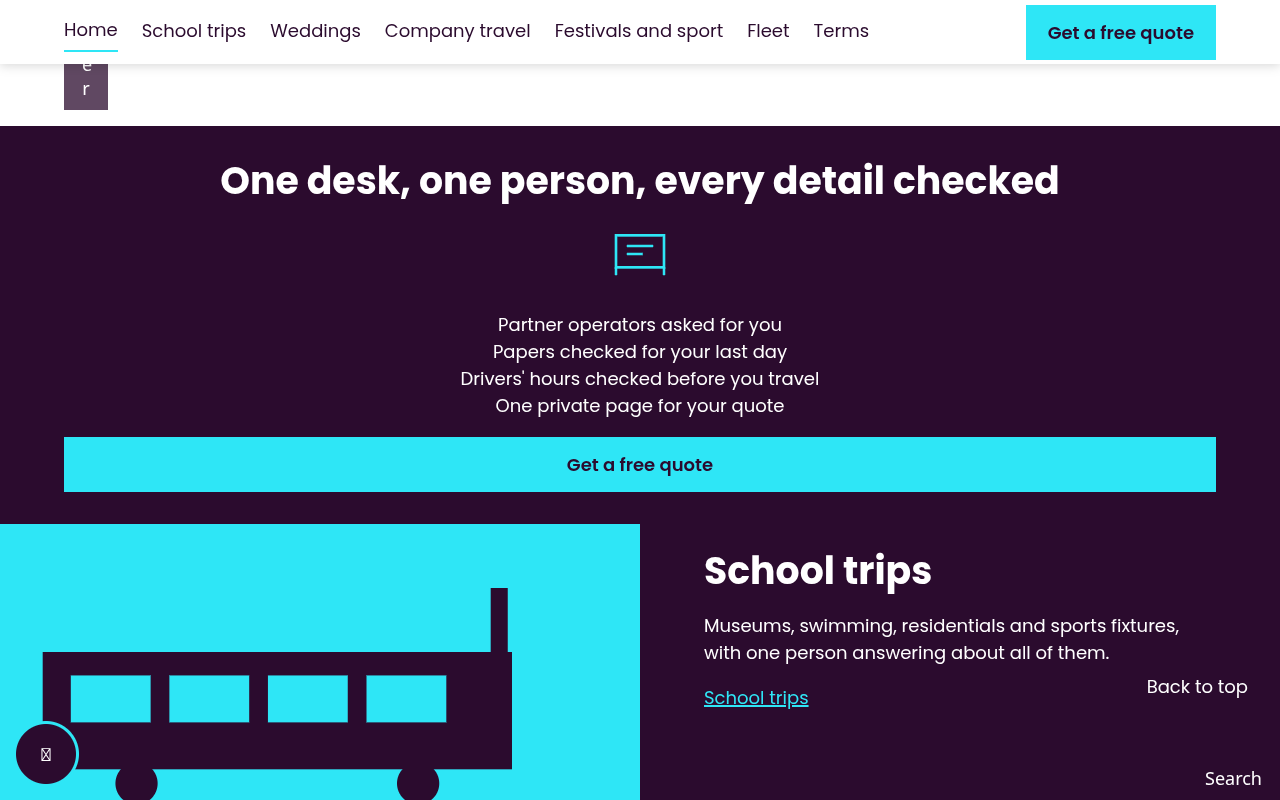 Home School trips Weddings Company travel Festivals and sport Fleet Terms Get a free quote
r
One desk, one person, every detail checked
Partner operators asked for you
Papers checked for your last day
Drivers' hours checked before you travel
One private page for your quote
Get a free quote
School trips
Museums, swimming, residentials and sports fixtures,
with one person answering about all of them.
School trips
Back to top
Search